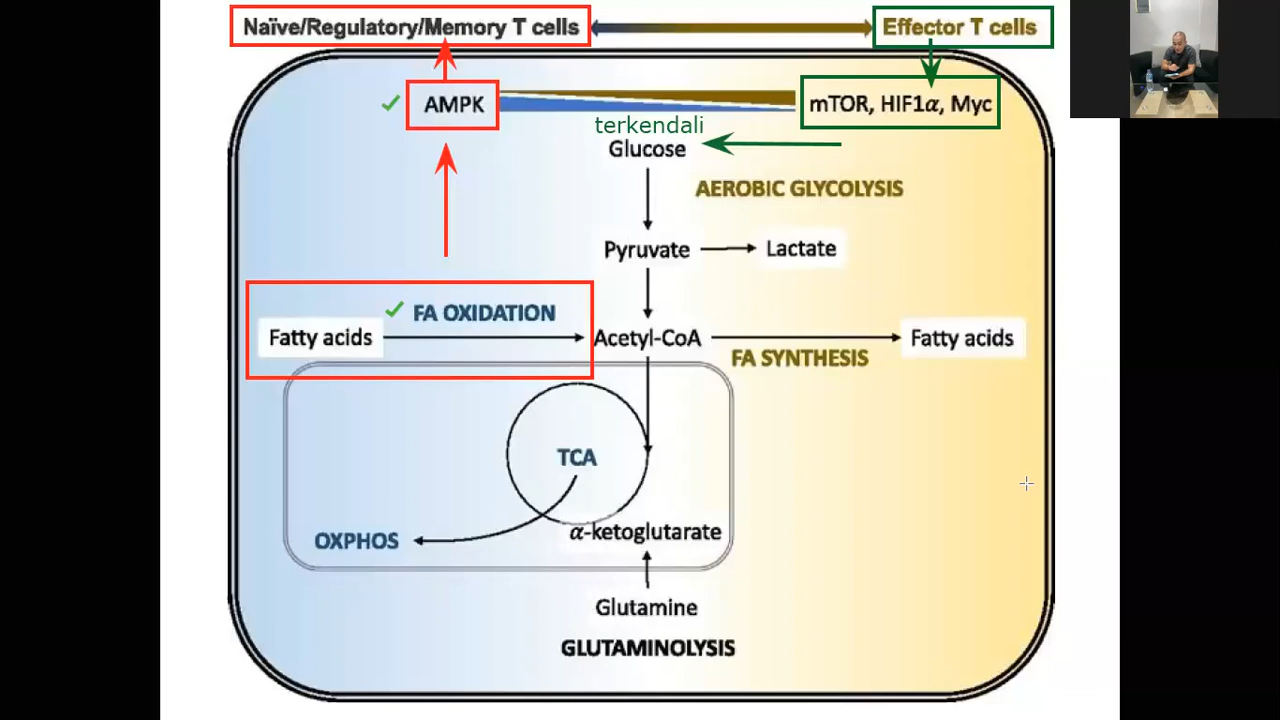 Naïve/Regulatory/Memory T cells
Effector T cells
AMPK
mTOR, HIF1α, Myc
terkendali
Glucose
AEROBIC GLYCOLYSIS
Pyruvate
Lactate
FA OXIDATION
Fatty acids
Acetyl-CoA
Fatty acids
FA SYNTHESIS
TCA
α-ketoglutarate
OXPHOS
Glutamine
GLUTAMINOLYSIS